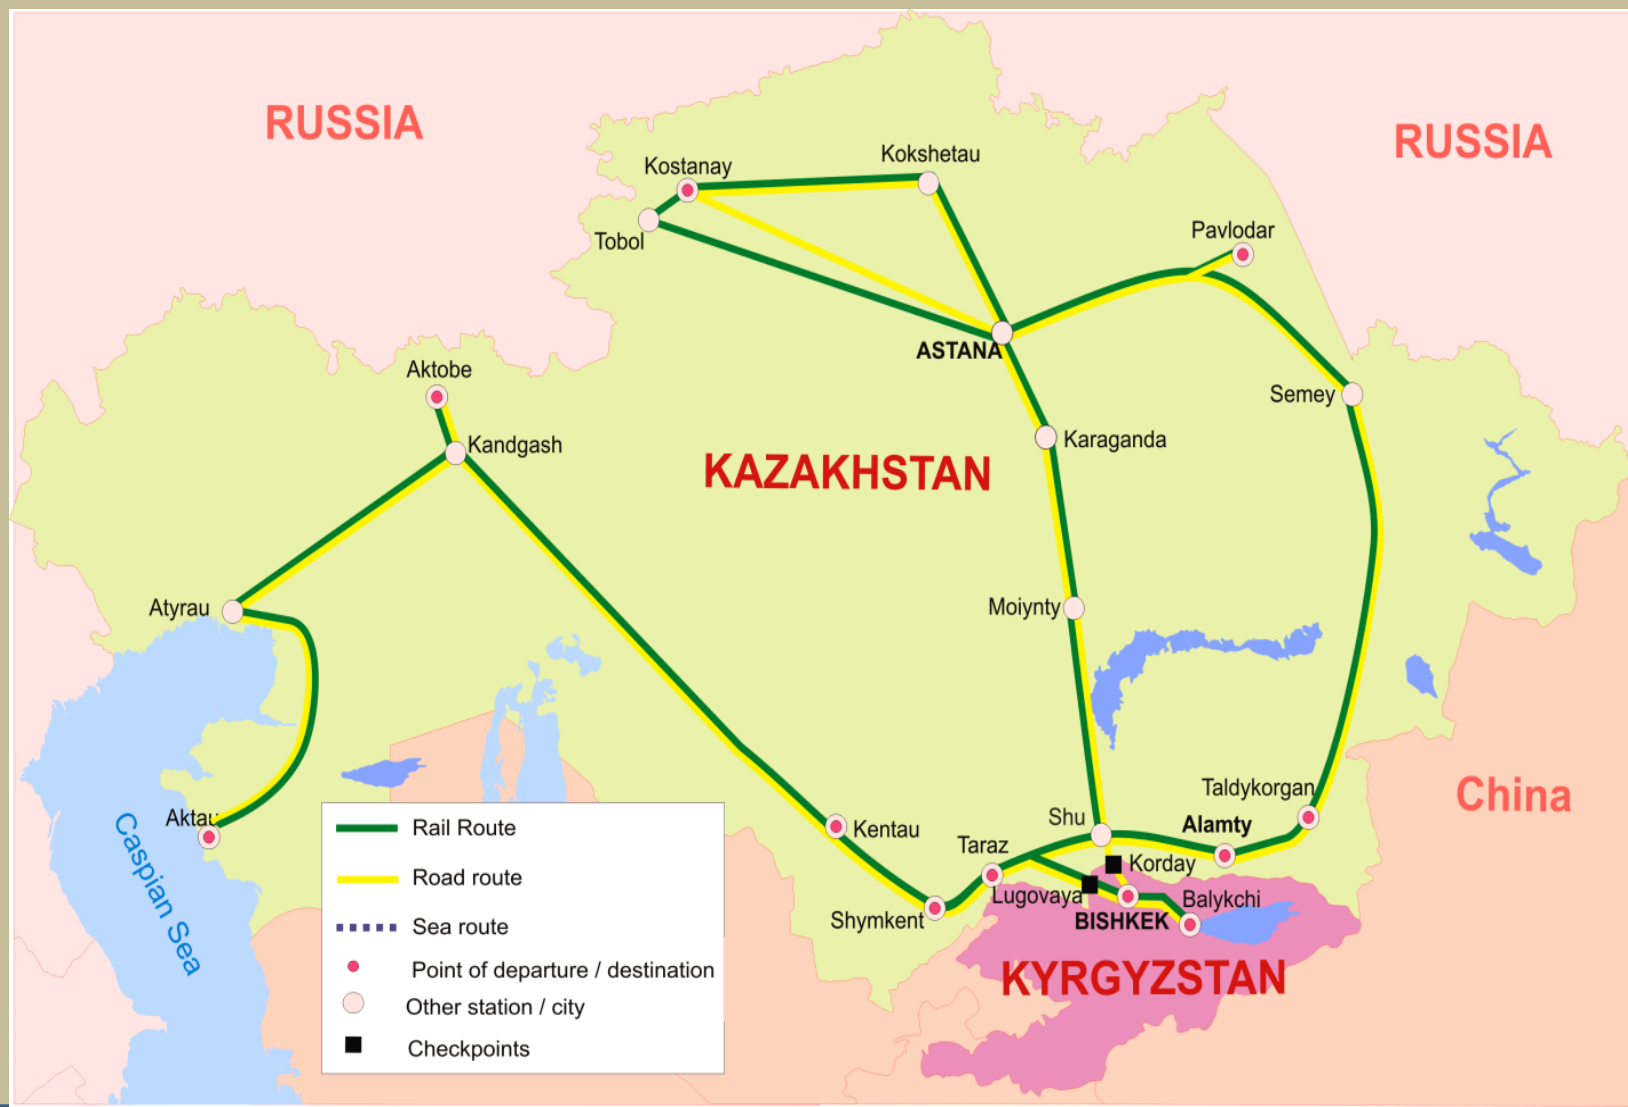 RUSSIA
RUSSIA
Kokshetau
Kostanay
Tobol
Pavlodar
ASTANA
Aktobe
Semey
Kandgash
Karaganda
KAZAKHSTAN
Atyrau
Moiynty
Taldykorgan
China
Aktau
Shu
Alamty
Kentau
Taraz
Korday
Lugovaya
Balykchi
Shymkent
BISHKEK
KYRGYZSTAN
Caspian Sea
Rail Route
Road route
Sea route
Point of departure / destination
Other station / city
Checkpoints